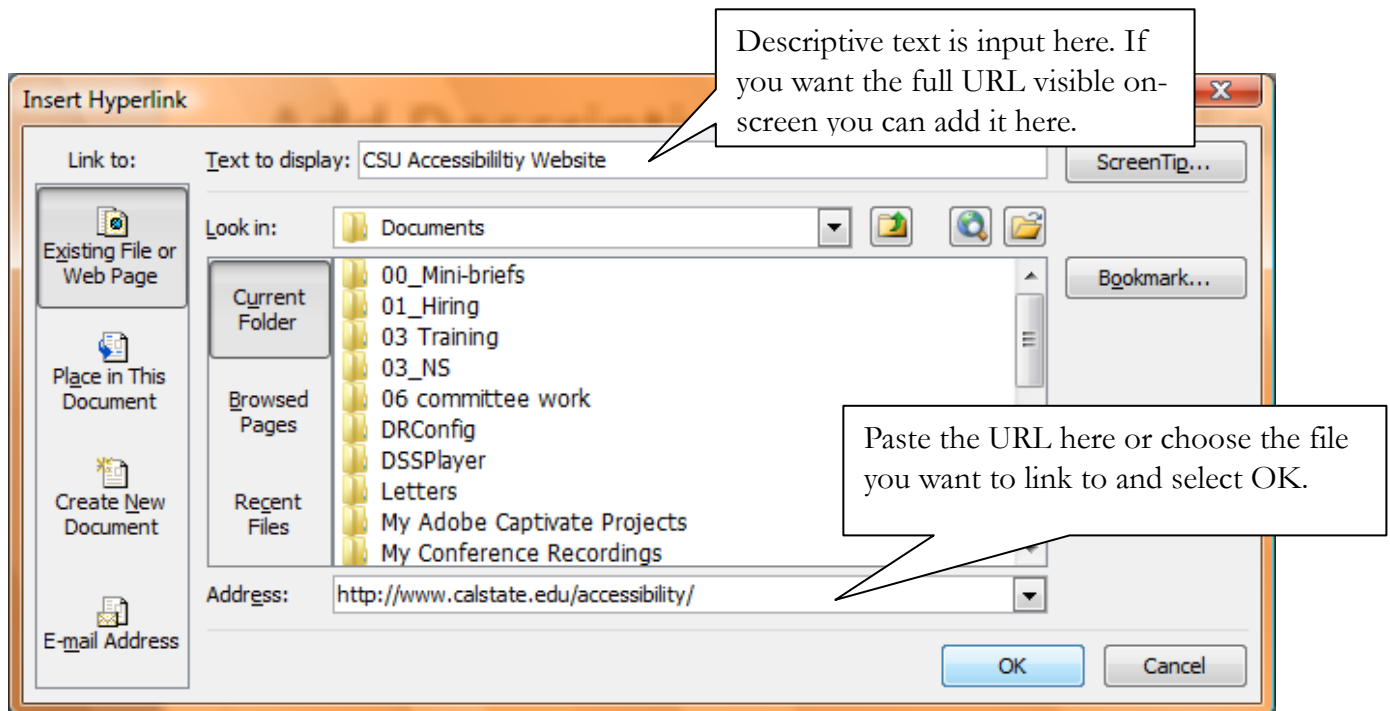 Descriptive text is input here. If
you want the full URL visible on-
screen you can add it here.
Insert Hyperlink
Add Descripti
Link to:
Text to display: CSU Accessibililtiy Website
ScreenTip...
Existing File or
Web Page
Look in: Documents
Current
Folder
00_Mini-briefs
01_Hiring
03 Training
03_NS
06 committee work
DRConfig
DSSPlayer
Letters
My Adobe Captivate Projects
My Conference Recordings
Bookmark...
Place in This
Document
Browsed
Pages
Paste the URL here or choose the file
you want to link to and select OK.
Create New
Document
Recent
Files
Address: http://www.calstate.edu/accessibility/
E-mail Address
OK
Cancel